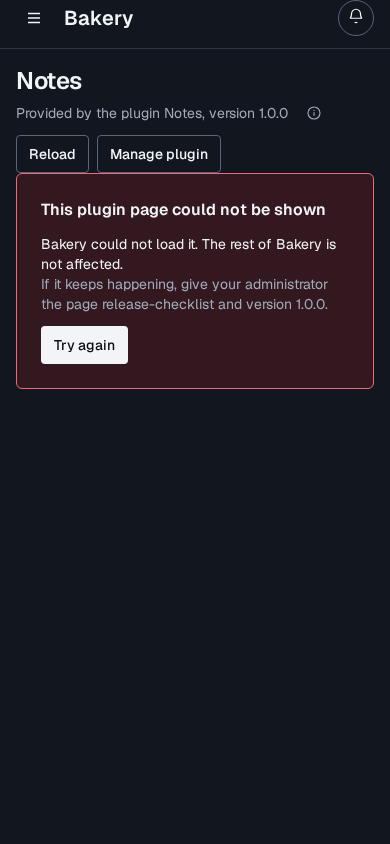 Bakery
Notes
Provided by the plugin Notes, version 1.0.0
Reload
Manage plugin
This plugin page could not be shown
Bakery could not load it. The rest of Bakery is
not affected.
If it keeps happening, give your administrator
the page release-checklist and version 1.0.0.
Try again